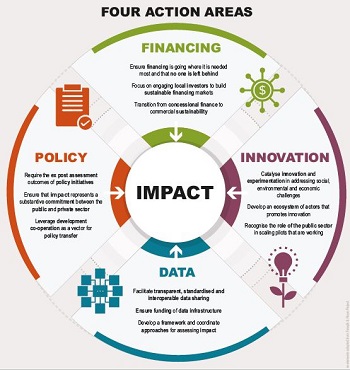 FOUR ACTION AREAS
FINANCING
Ensure financing is going where it is needed
most and that no one is left behind
Focus on engaging local investors to build
sustainable financing markets
Transition from concessional finance to
commercial sustainability
POLICY
Require the ex post assessment
outcomes of policy initiatives
Ensure that impact represents a
substantive commitment between the
public and private sector
Leverage development
co-operation as a vector for
policy transfer
IMPACT
INNOVATION
Catalyse innovation and
experimentation in addressing social,
environmental and economic
challenges
Develop an ecosystem of actors that
promotes innovation
Recognise the role of the public sector
in scaling pilots that are working
DATA
Facilitate transparent, standardised and
interoperable data sharing
Ensure funding of data infrastructure
Develop a framework and coordinate
approaches for assessing impact